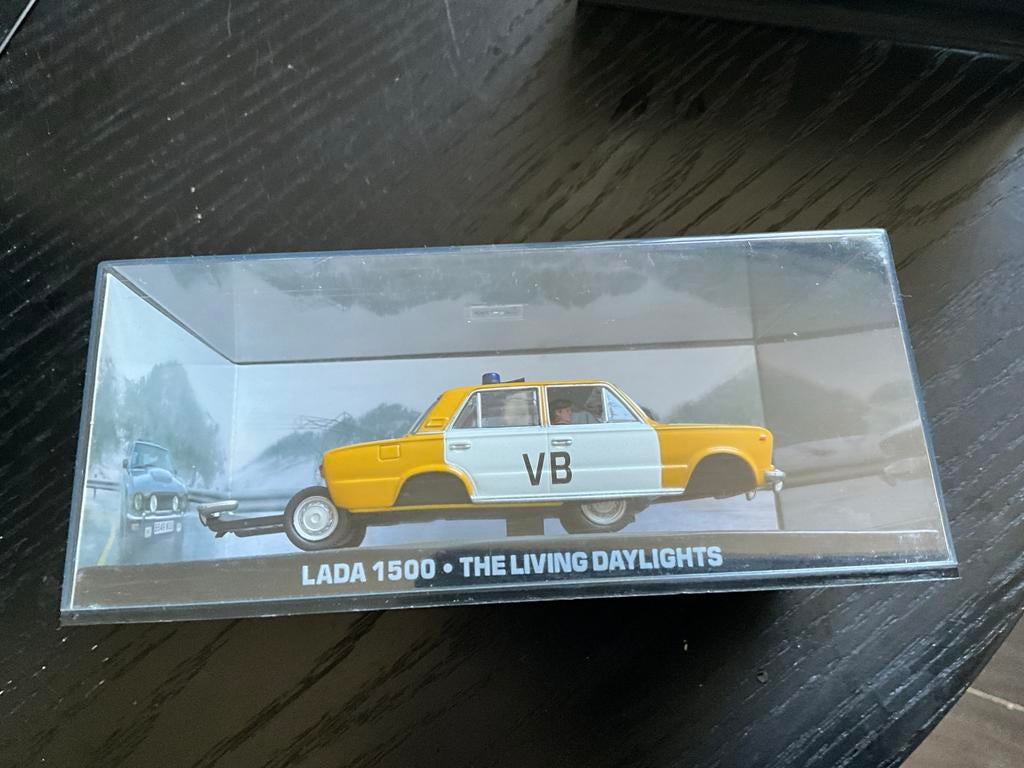 VB
LADA 1500 • THE LIVING DAYLIGHTS